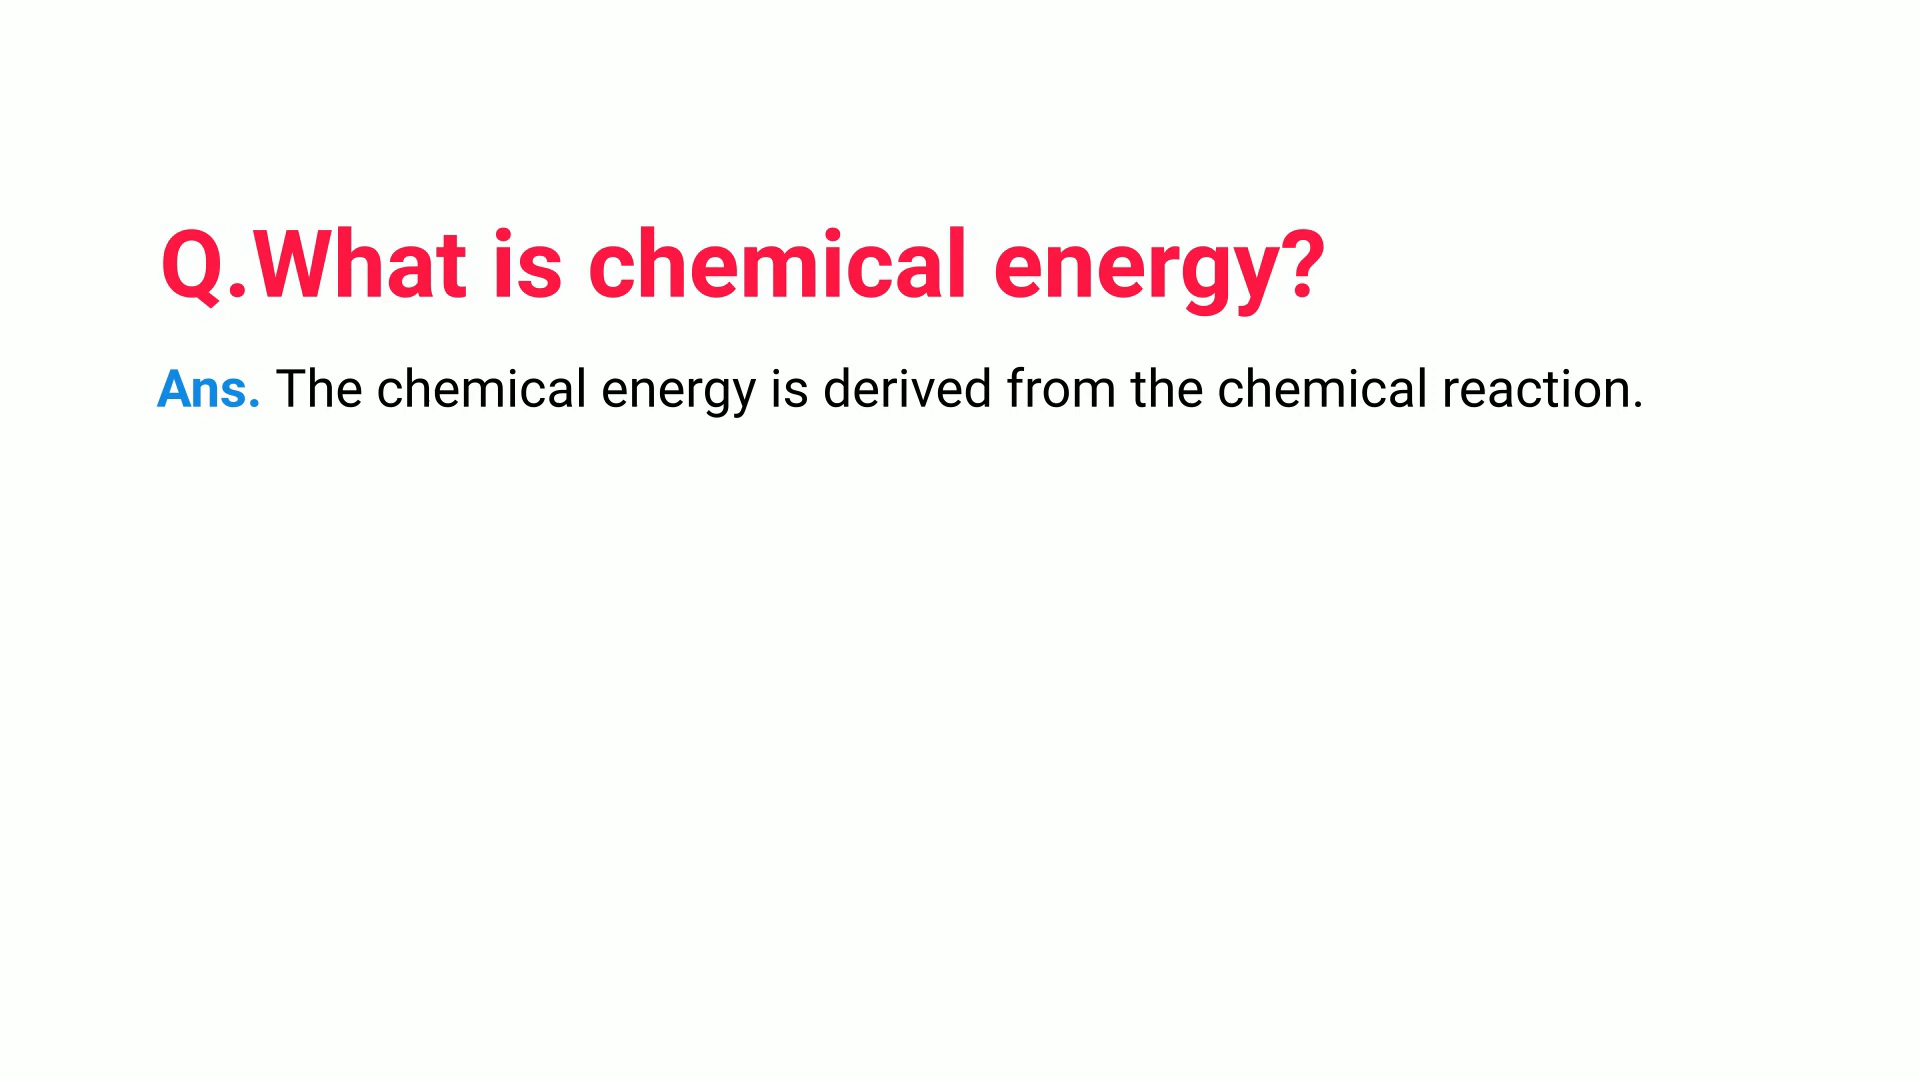 Q.What is chemical energy?
Ans. The chemical energy is derived from the chemical reaction.